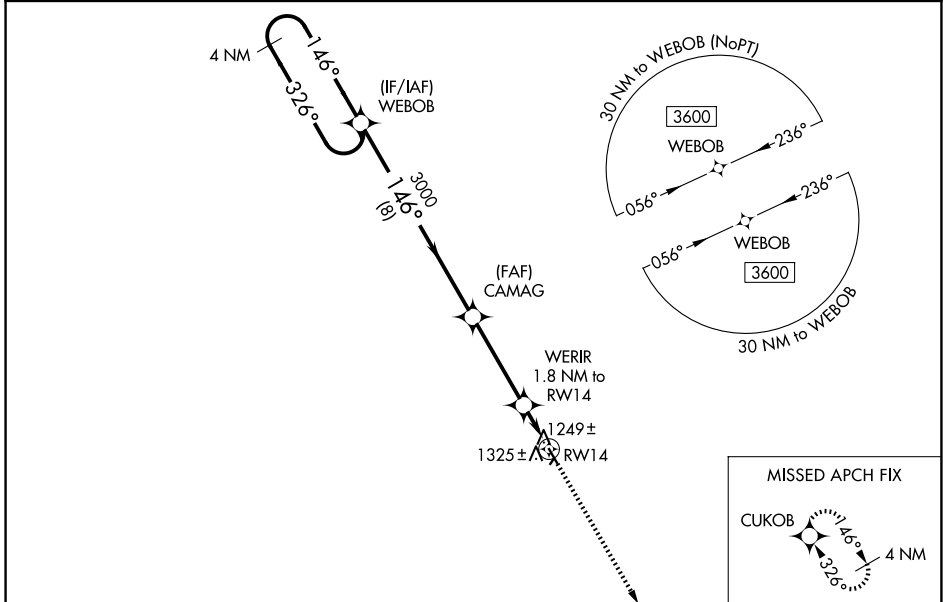 4 NM
146°
326°
(IF/IAF)
WEBOB
3000
146°
(8)
(FAF)
CAMAG
WERIR
1.8 NM to
RW14
1249±
1325±
RW14
30 NM to WEBOB (NoPT)
3600
WEBOB
236°
056°
236°
056°
WEBOB
3600
30 NM to WEBOB
MISSED APCH FIX
CUKOB
146°
326°
4 NM